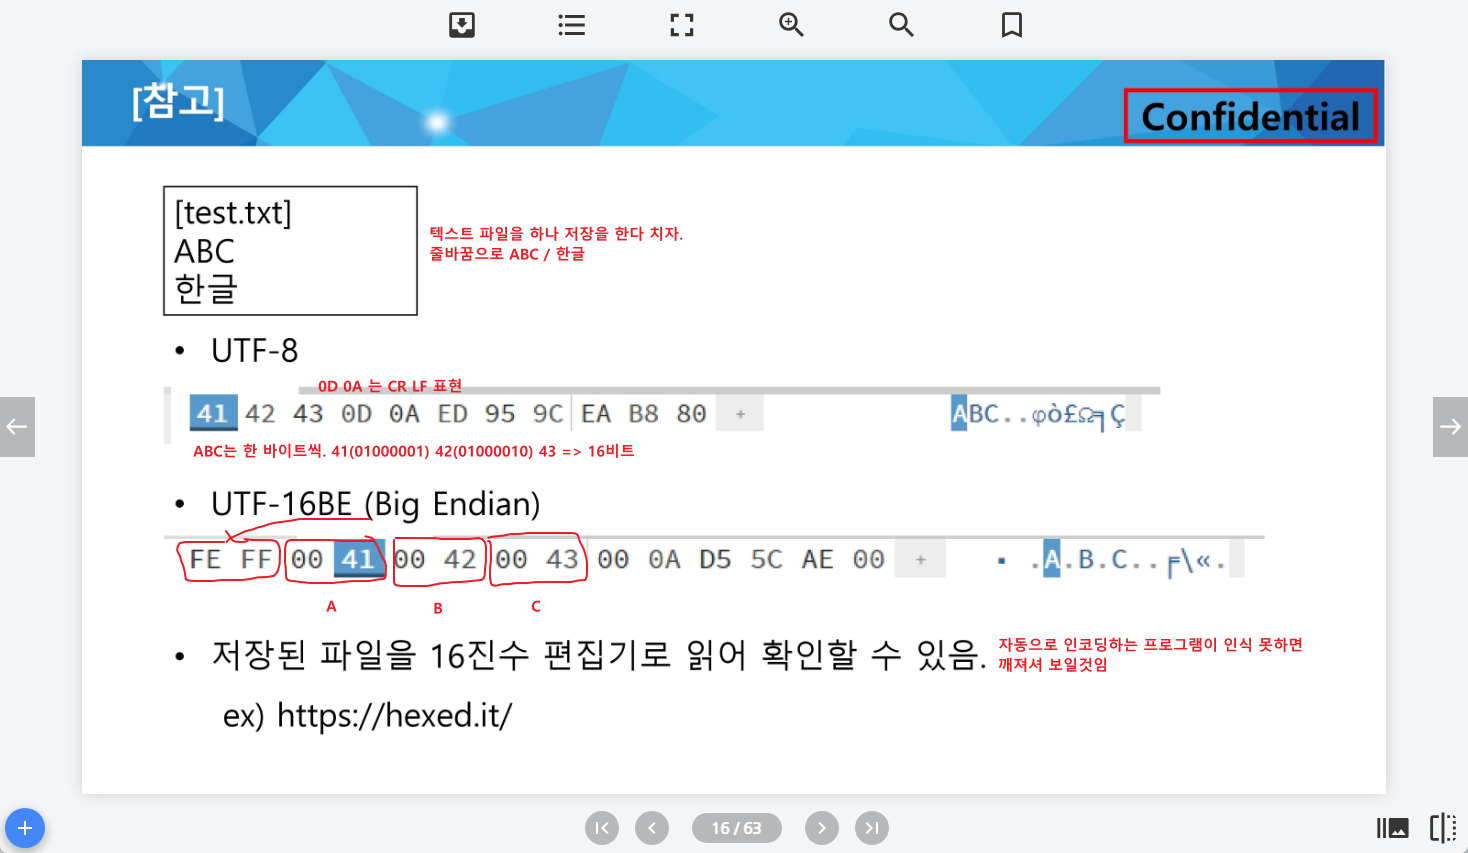 [참고]
Confidential
[test.txt]
ABC
한글
텍스트 파일을 하나 저장을 한다 치자.
줄바꿈으로 ABC / 한글
• UTF-8
0D 0A 는 CR LF 표현
41 42 43 0D 0A ED 95 9C EA B8 80 + ABC..φò£Ω╕Ç
ABC는 한 바이트씩. 41(01000001) 42(01000010) 43 => 16비트
• UTF-16BE (Big Endian)
FE FF 00 41 00 42 00 43 00 0A D5 5C AE 00 + ▪ .A.B.C..╒\«.
A B C
• 저장된 파일을 16진수 편집기로 읽어 확인할 수 있음.
자동으로 인코딩하는 프로그램이 인식 못하면
깨져셔 보일것임
ex) https://hexed.it/
16 / 63